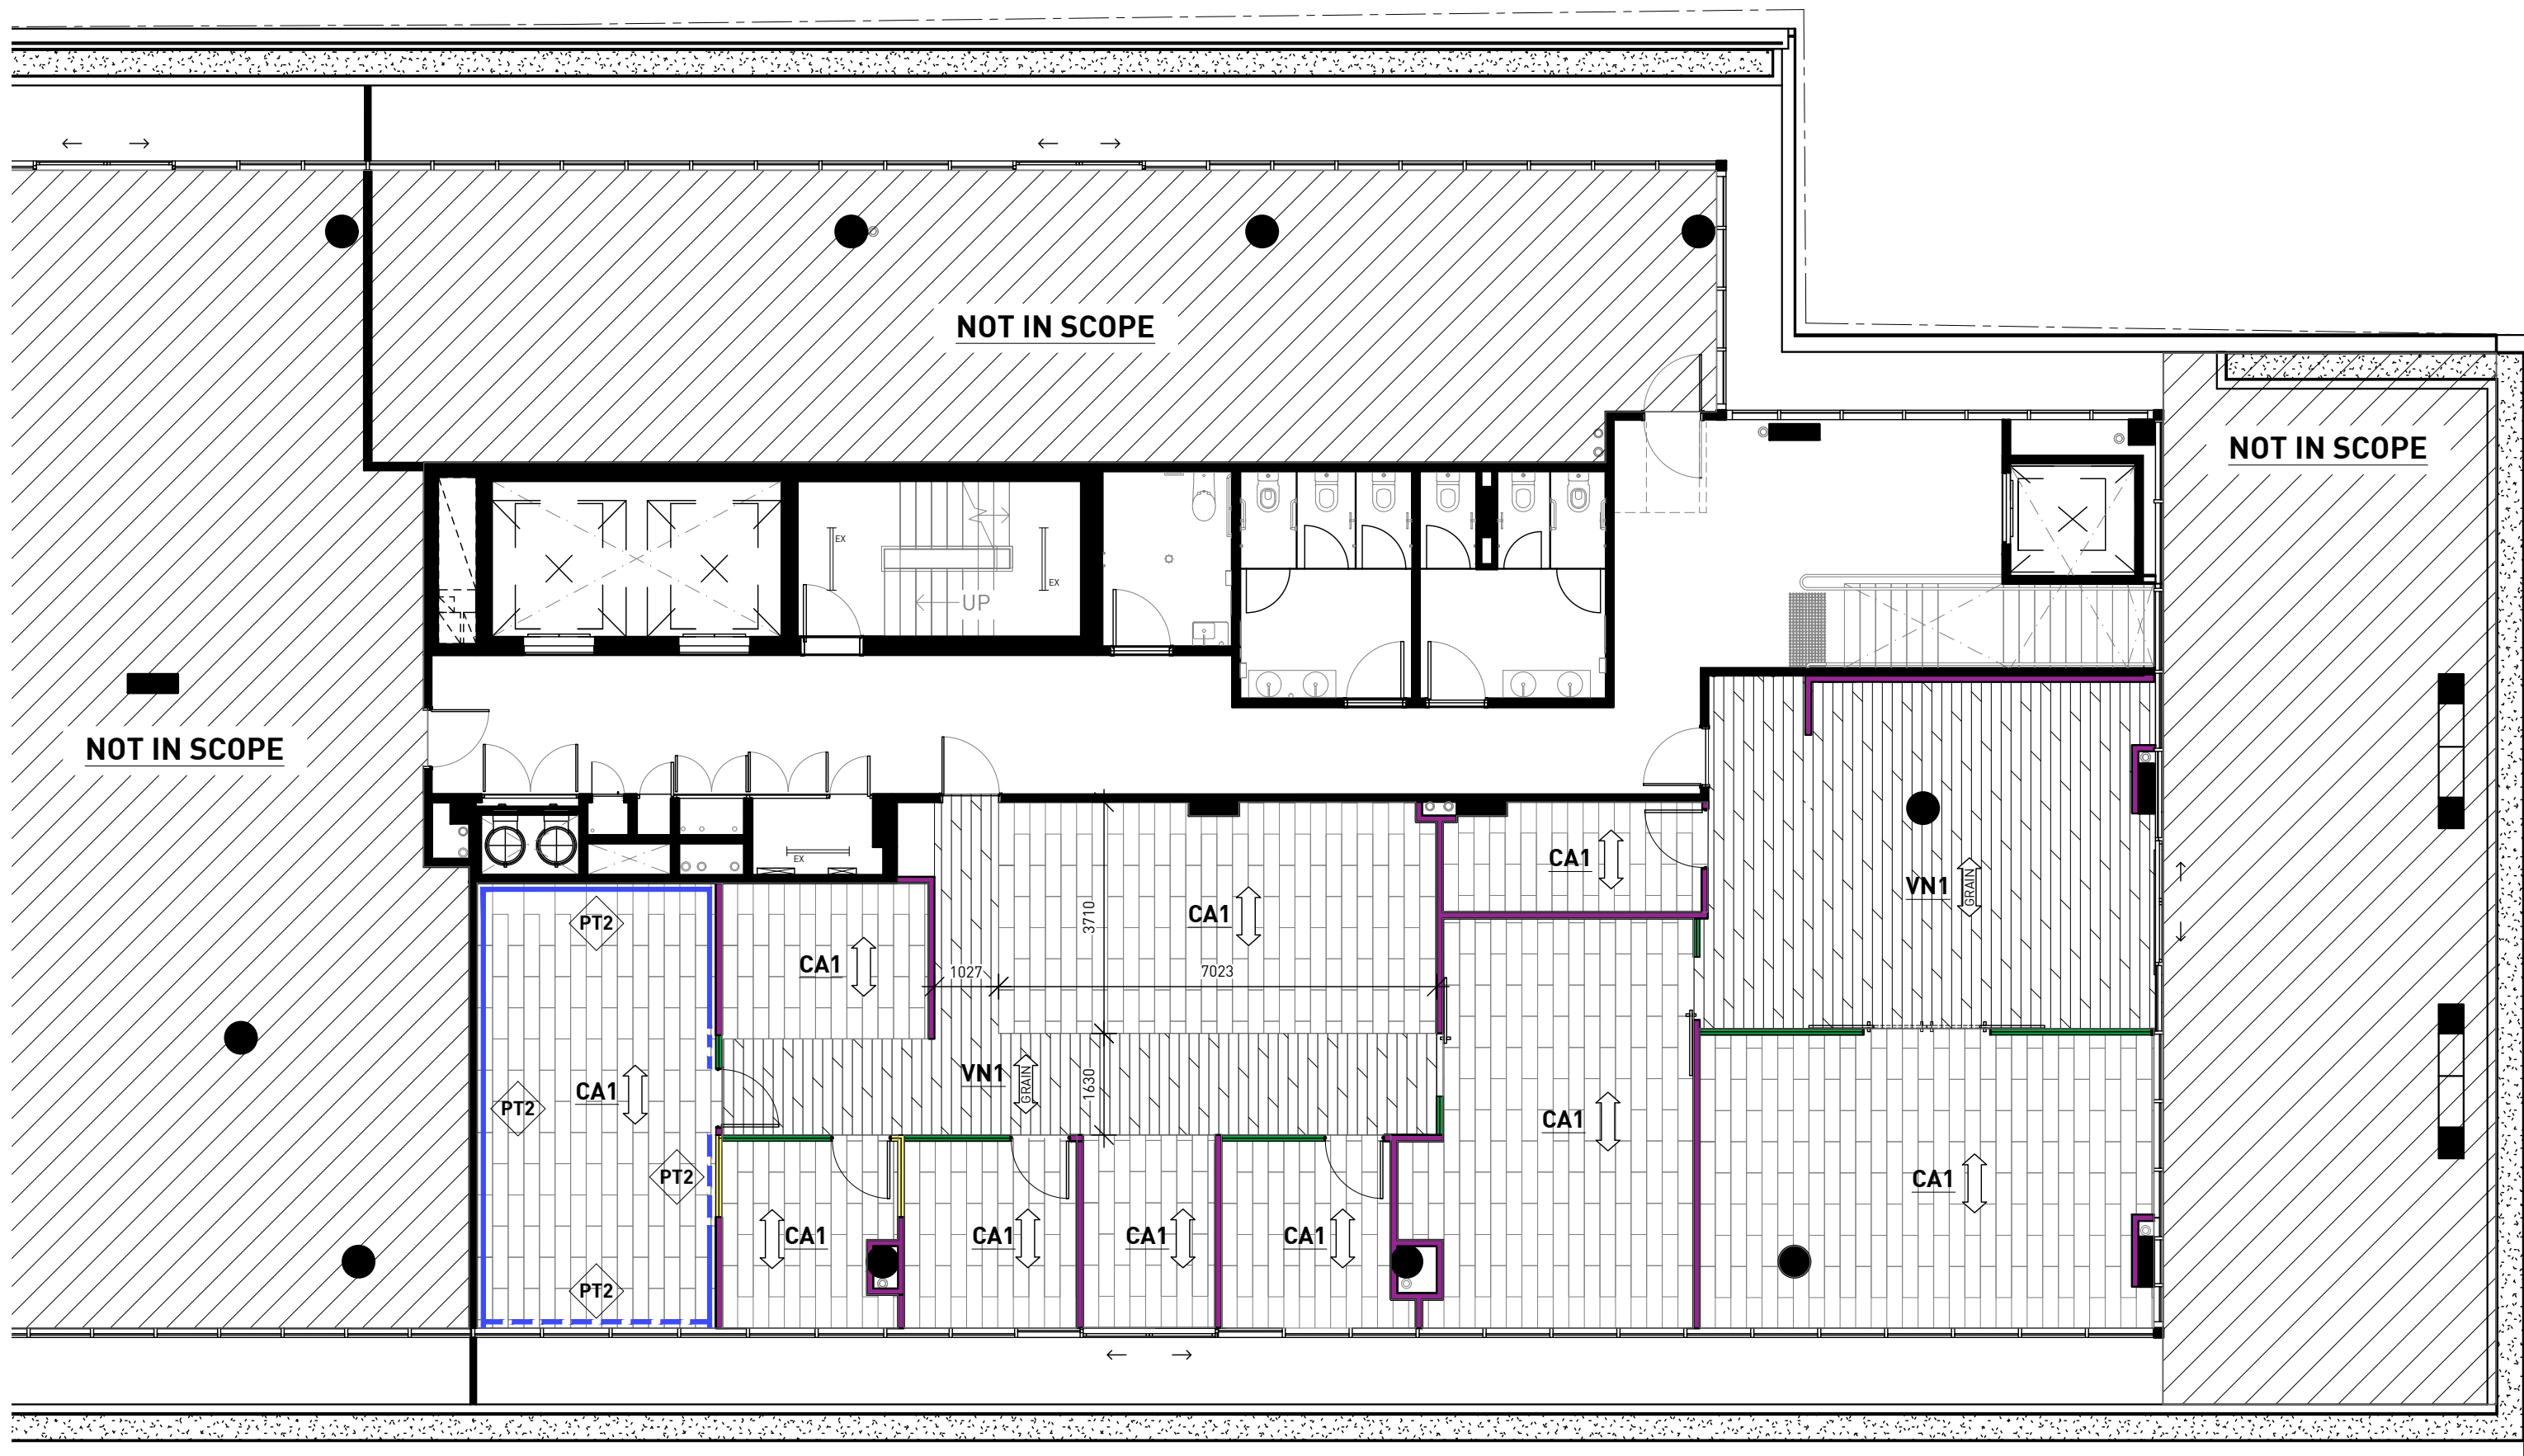 NOT IN SCOPE
NOT IN SCOPE
EX
EX
UP
NOT IN SCOPE
EX
CA1
VN1
GRAIN
CA1
3710
PT2
CA1
1027
7023
VN1
GRAIN
1630
CA1
PT2
CA1
PT2
CA1
CA1
CA1
CA1
CA1
PT2